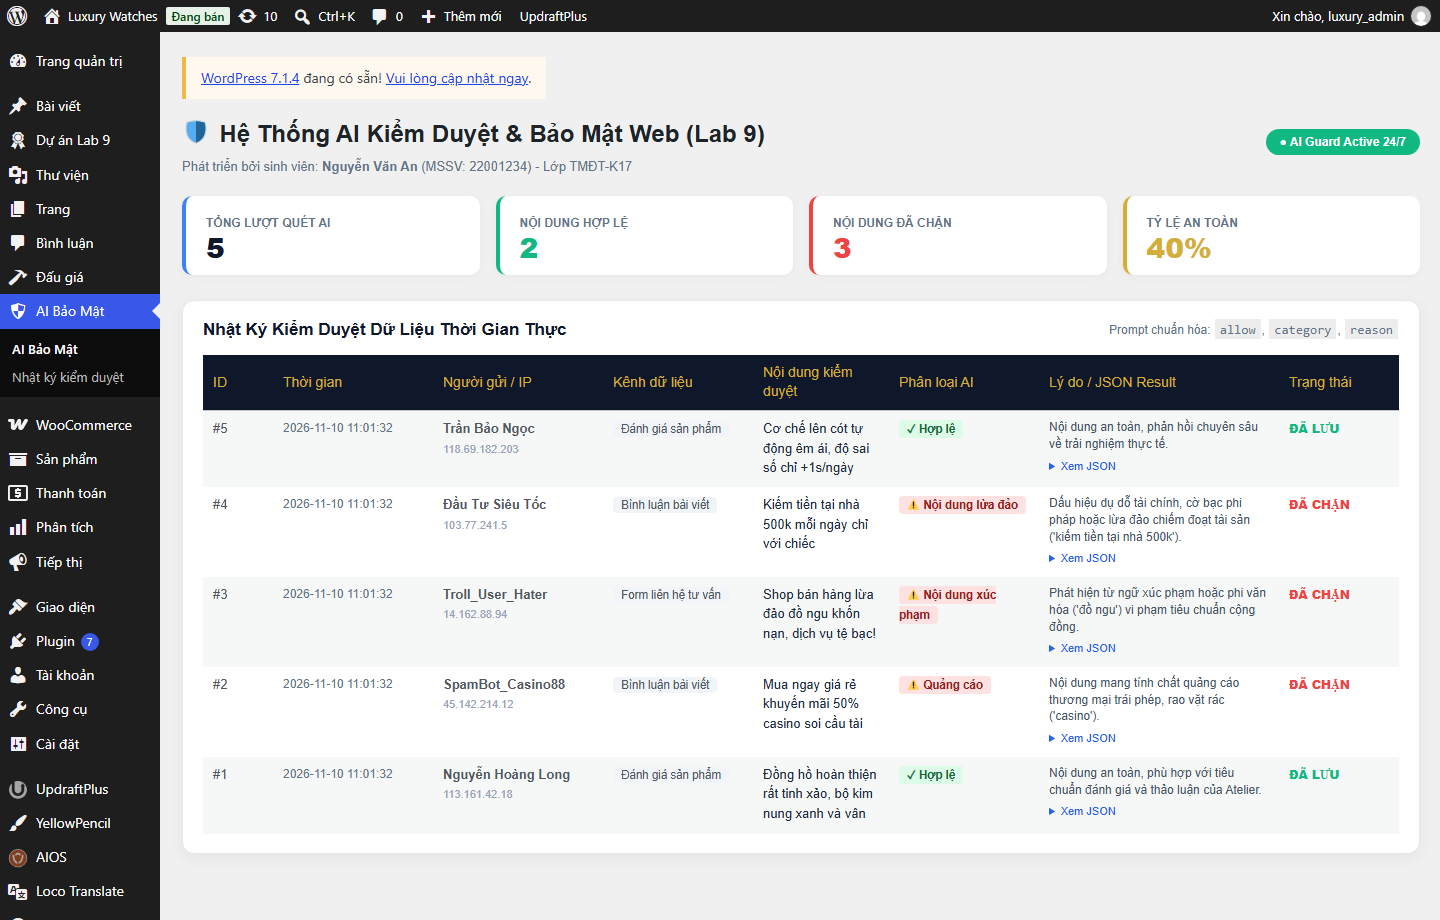 Luxury Watches Đang bán 10 Ctrl+K 0 Thêm mới UpdraftPlus Xin chào, luxury_admin
Trang quản trị
Bài viết
Dự án Lab 9
Thư viện
Trang
Bình luận
Đấu giá
AI Bảo Mật
AI Bảo Mật
Nhật ký kiểm duyệt
WooCommerce
Sản phẩm
Thanh toán
Phân tích
Tiếp thị
Giao diện
Plugin 7
Tài khoản
Công cụ
Cài đặt
UpdraftPlus
YellowPencil
AIOS
Loco Translate
WordPress 7.1.4 đang có sẵn! Vui lòng cập nhật ngay.
Hệ Thống AI Kiểm Duyệt & Bảo Mật Web (Lab 9)
Phát triển bởi sinh viên: Nguyễn Văn An (MSSV: 22001234) - Lớp TMĐT-K17
● AI Guard Active 24/7
TỔNG LƯỢT QUÉT AI
5
NỘI DUNG HỢP LỆ
2
NỘI DUNG ĐÃ CHẶN
3
TỶ LỆ AN TOÀN
40%
Nhật Ký Kiểm Duyệt Dữ Liệu Thời Gian Thực
Prompt chuẩn hóa: allow, category, reason
ID Thời gian Người gửi / IP Kênh dữ liệu Nội dung kiểm duyệt Phân loại AI Lý do / JSON Result Trạng thái
#5 2026-11-10 11:01:32
Trần Bảo Ngọc
118.69.182.203
Đánh giá sản phẩm
Cơ chế lên cót tự
động êm ái, độ sai
số chỉ +1s/ngày
✓ Hợp lệ
Nội dung an toàn, phản hồi chuyên sâu
về trải nghiệm thực tế.
▶ Xem JSON
ĐÃ LƯU
#4 2026-11-10 11:01:32
Đầu Tư Siêu Tốc
103.77.241.5
Bình luận bài viết
Kiếm tiền tại nhà
500k mỗi ngày chỉ
với chiếc
⚠ Nội dung lừa đảo
Dấu hiệu dụ dỗ tài chính, cờ bạc phi
pháp hoặc lừa đảo chiếm đoạt tài sản
('kiếm tiền tại nhà 500k').
▶ Xem JSON
ĐÃ CHẶN
#3 2026-11-10 11:01:32
Troll_User_Hater
14.162.88.94
Form liên hệ tư vấn
Shop bán hàng lừa
đảo đồ ngu khốn
nạn, dịch vụ tệ bạc!
⚠ Nội dung xúc
phạm
Phát hiện từ ngữ xúc phạm hoặc phi văn
hóa ('đồ ngu') vi phạm tiêu chuẩn cộng
đồng.
▶ Xem JSON
ĐÃ CHẶN
#2 2026-11-10 11:01:32
SpamBot_Casino88
45.142.214.12
Bình luận bài viết
Mua ngay giá rẻ
khuyến mãi 50%
casino soi cầu tài
⚠ Quảng cáo
Nội dung mang tính chất quảng cáo
thương mại trái phép, rao vặt rác
('casino').
▶ Xem JSON
ĐÃ CHẶN
#1 2026-11-10 11:01:32
Nguyễn Hoàng Long
113.161.42.18
Đánh giá sản phẩm
Đồng hồ hoàn thiện
rất tinh xảo, bộ kim
nung xanh và vân
✓ Hợp lệ
Nội dung an toàn, phù hợp với tiêu
chuẩn đánh giá và thảo luận của Atelier.
▶ Xem JSON
ĐÃ LƯU